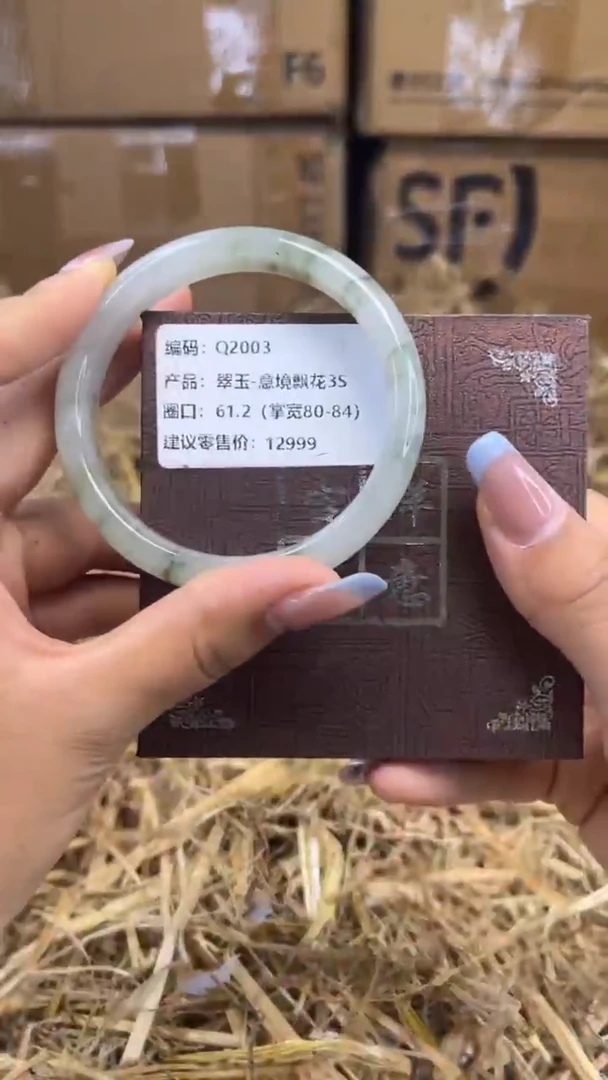 F6
SF
编码：Q2003
产品：翠玉-意境飘花3S
圈口：61.2（掌宽80-84）
建议零售价：12999